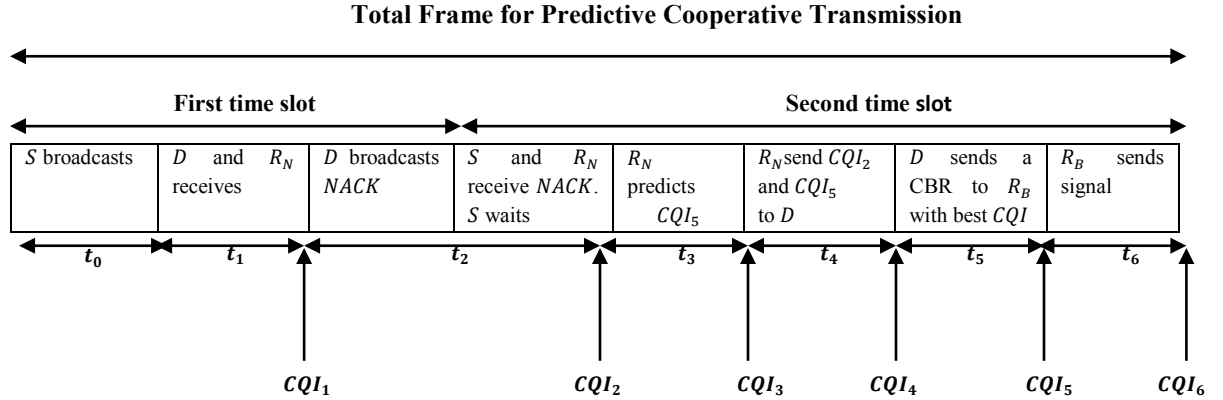 Total Frame for Predictive Cooperative Transmission
First time slot
Second time slot
S broadcasts
D and R_N
receives
D broadcasts
NACK
S and R_N
receive NACK.
S waits
R_N
predicts
CQI_5
R_N send CQI_2
and CQI_5
to D
D sends a
CBR to R_B
with best CQI
R_B sends
signal
t_0
t_1
t_2
t_3
t_4
t_5
t_6
CQI_1
CQI_2
CQI_3
CQI_4
CQI_5
CQI_6